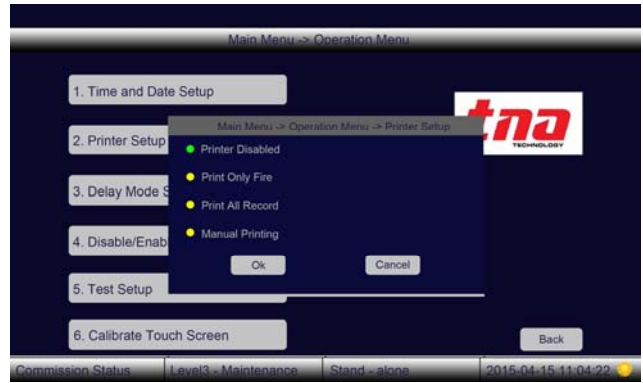 Main Menu -> Operation Menu
1. Time and Date Setup
2. Printer Setup
3. Delay Mode S
4. Disable/Enab
5. Test Setup
6. Calibrate Touch Screen
tna
TECHNOLOGY
Main Menu -> Operation Menu -> Printer Setup
Printer Disabled
Print Only Fire
Print All Record
Manual Printing
Ok Cancel
Back
Commission Status Level3 - Maintenance Stand - alone 2015-04-15 11:04:22